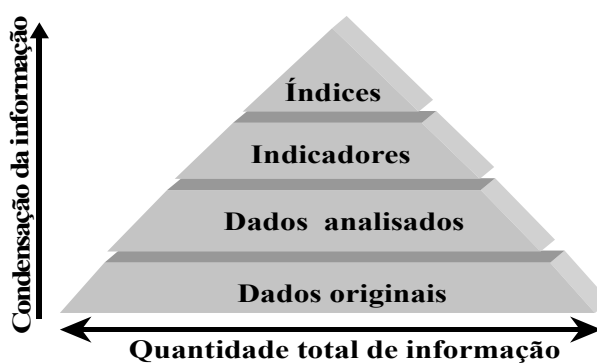 Condensação da informação
Índices
Indicadores
Dados analisados
Dados originais
Quantidade total de informação